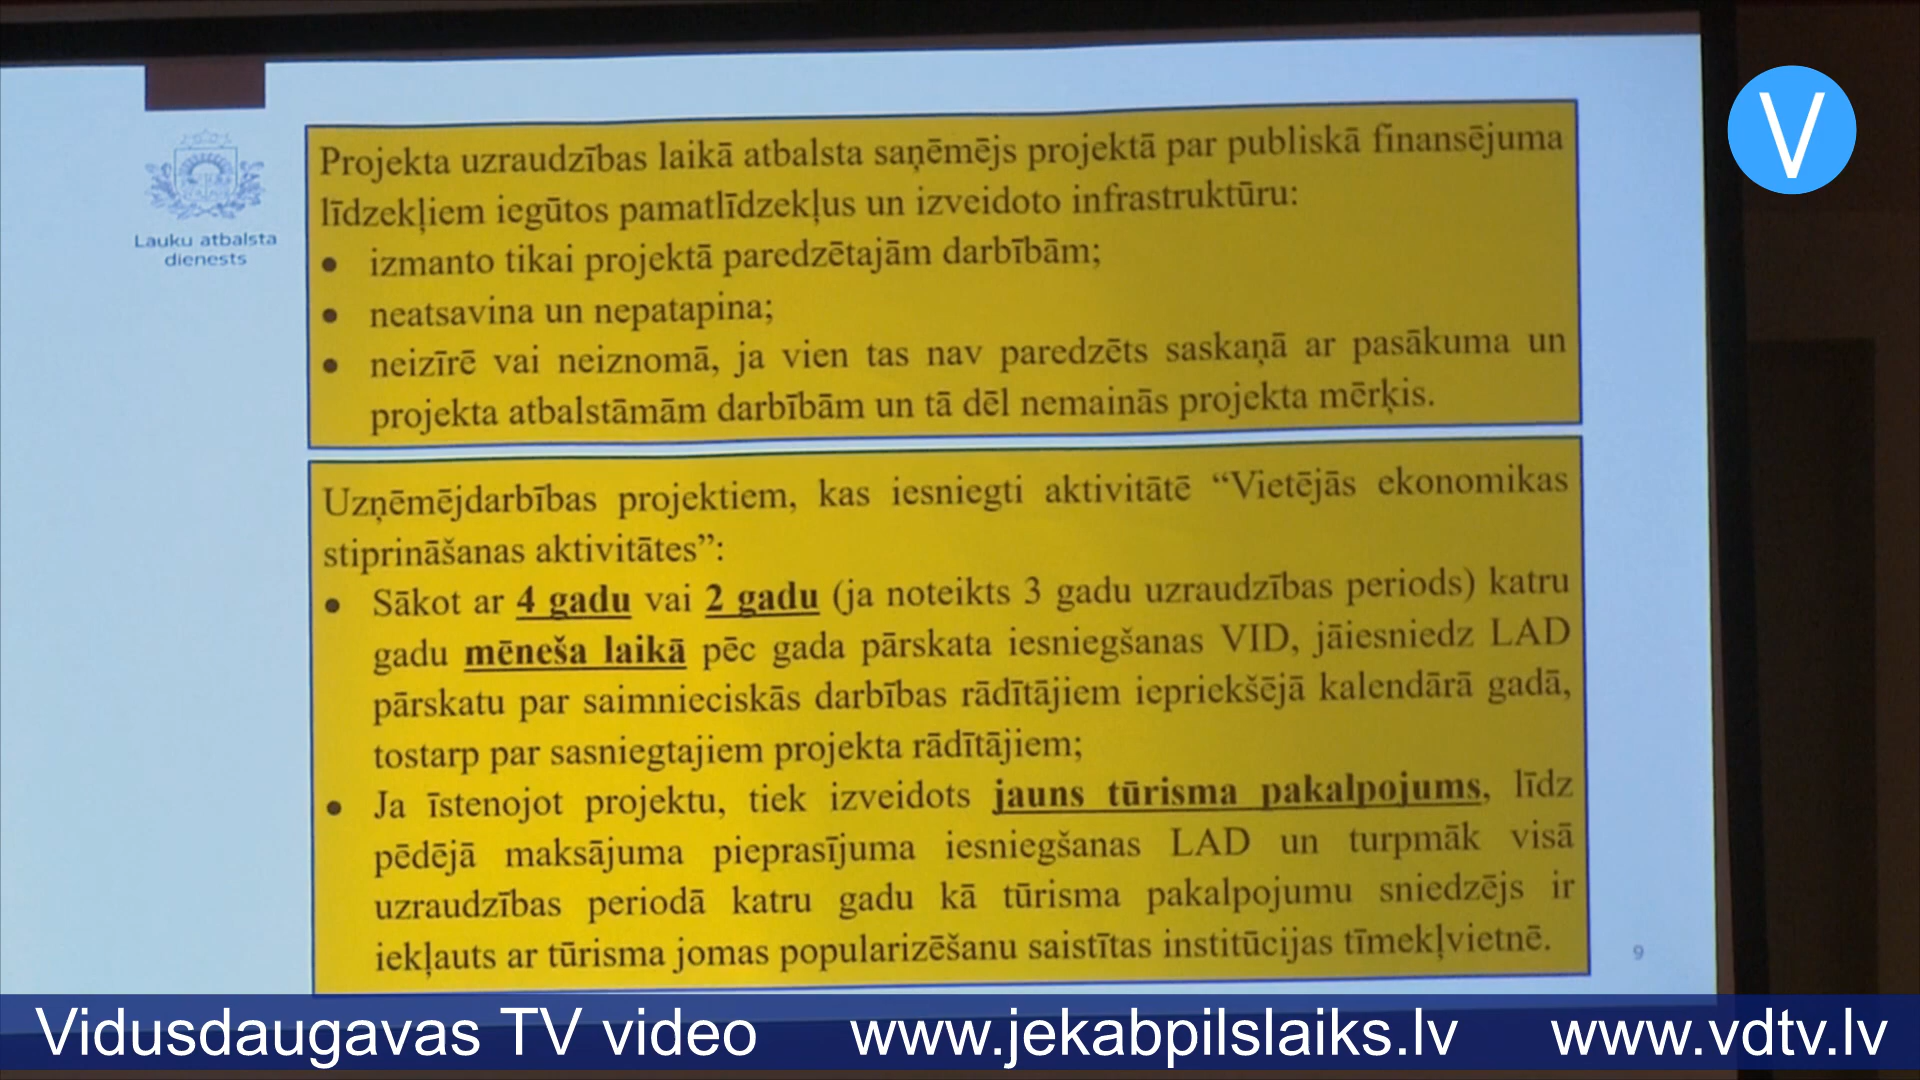 V
Lauku atbalsta
dienests
Projekta uzraudzības laikā atbalsta saņēmējs projektā par publiskā finansējuma
līdzekļiem iegūtos pamatlīdzekļus un izveidoto infrastruktūru:
• izmanto tikai projektā paredzētajām darbībām;
• neatsavina un nepatapina;
• neizīrē vai neiznomā, ja vien tas nav paredzēts saskaņā ar pasākuma un
projekta atbalstāmām darbībām un tā dēļ nemainās projekta mērķis.
Uzņēmējdarbības projektiem, kas iesniegti aktivitātē “Vietējās ekonomikas
stiprināšanas aktivitātes”:
• Sākot ar 4 gadu vai 2 gadu (ja noteikts 3 gadu uzraudzības periods) katru
gadu mēneša laikā pēc gada pārskata iesniegšanas VID, jāiesniedz LAD
pārskatu par saimnieciskās darbības rādītājiem iepriekšējā kalendārā gadā,
tostarp par sasniegtajiem projekta rādītājiem;
• Ja īstenojot projektu, tiek izveidots jauns tūrisma pakalpojums, līdz
pēdējā maksājuma pieprasījuma iesniegšanas LAD un turpmāk visā
uzraudzības periodā katru gadu kā tūrisma pakalpojumu sniedzējs ir
iekļauts ar tūrisma jomas popularizēšanu saistītas institūcijas tīmekļvietnē.
9
Vidusdaugavas TV video www.jekabpilslaiks.lv www.vdtv.lv